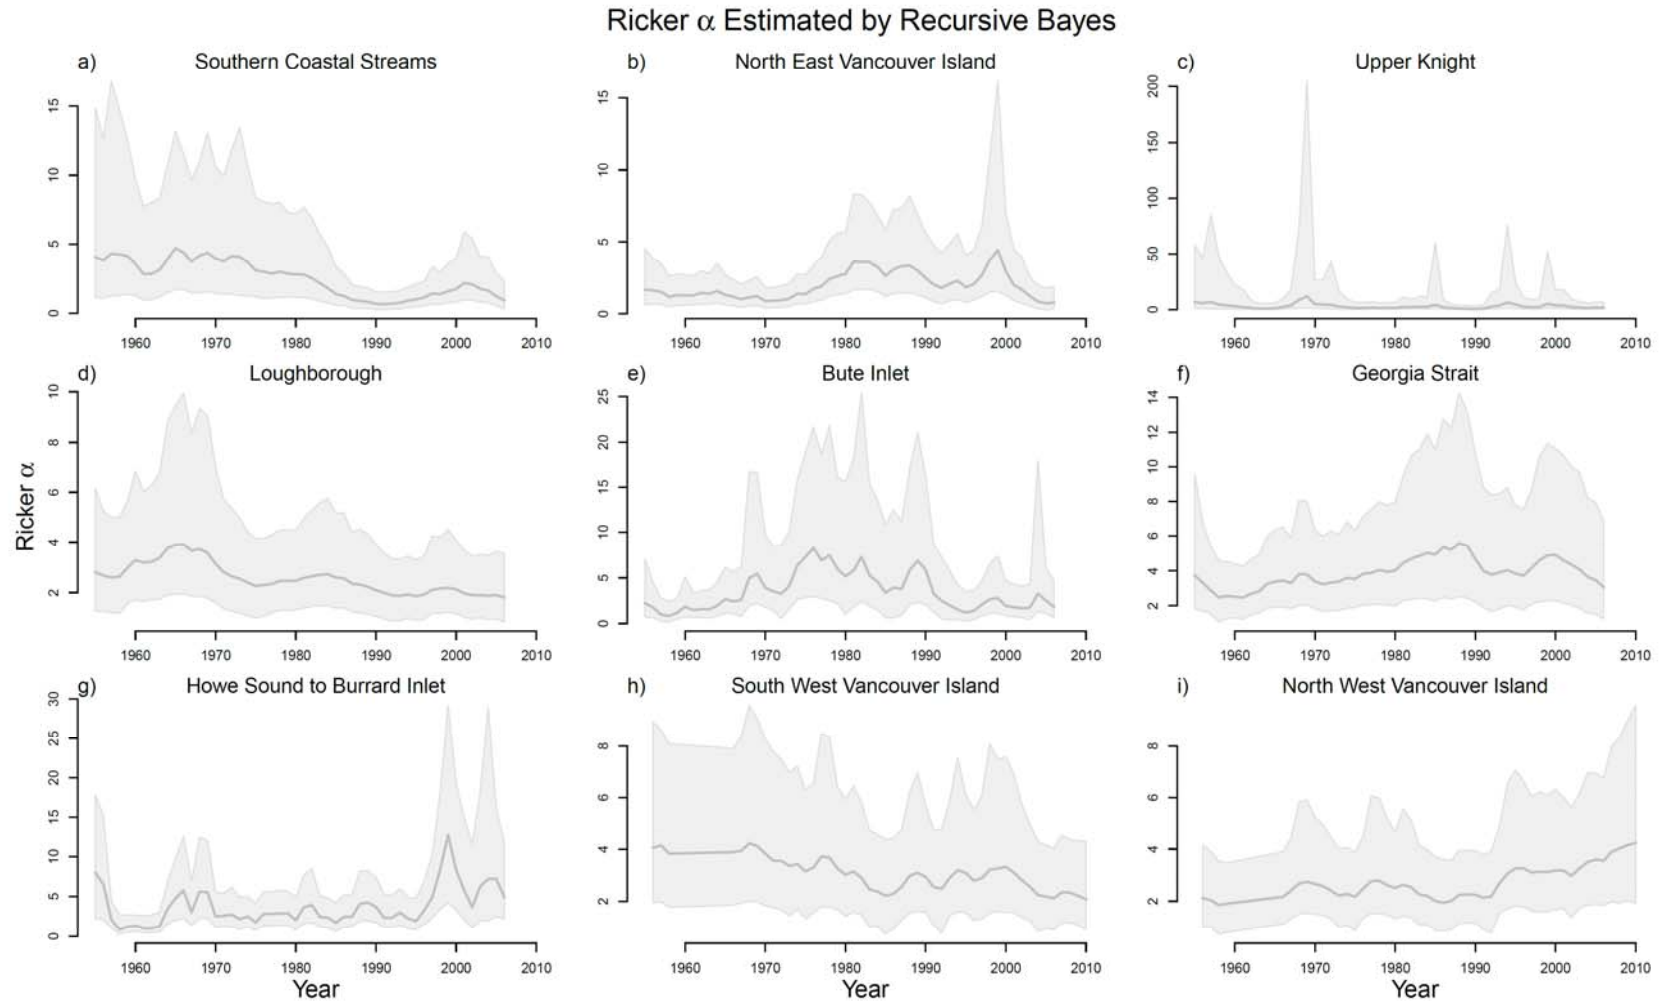 Ricker α Estimated by Recursive Bayes
a) Southern Coastal Streams
0 5 10 15
1960 1970 1980 1990 2000 2010
b) North East Vancouver Island
0 5 10 15
1960 1970 1980 1990 2000 2010
c) Upper Knight
0 50 100 150 200
1960 1970 1980 1990 2000 2010
d) Loughborough
2 4 6 8 10
1960 1970 1980 1990 2000 2010
e) Bute Inlet
0 5 10 15 20 25
1960 1970 1980 1990 2000 2010
f) Georgia Strait
2 4 6 8 10 12 14
1960 1970 1980 1990 2000 2010
Ricker α
g) Howe Sound to Burrard Inlet
0 5 10 15 20 25 30
1960 1970 1980 1990 2000 2010
Year
h) South West Vancouver Island
2 4 6 8
1960 1970 1980 1990 2000 2010
Year
i) North West Vancouver Island
2 4 6 8
1960 1970 1980 1990 2000 2010
Year